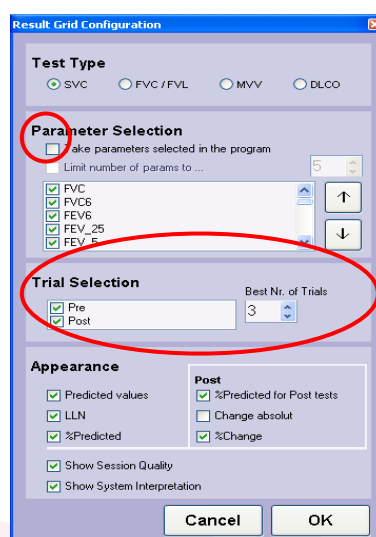 Result Grid Configuration
Test Type
SVC FVC / FVL MVV DLCO
Parameter Selection
Take parameters selected in the program
Limit number of params to ... 5
FVC
FVC6
FEV6
FEV_25
FEV_5
Trial Selection
Best Nr. of Trials
Pre 3
Post
Appearance
Post
Predicted values %Predicted for Post tests
LLN Change absolut
%Predicted %Change
Show Session Quality
Show System Interpretation
Cancel OK